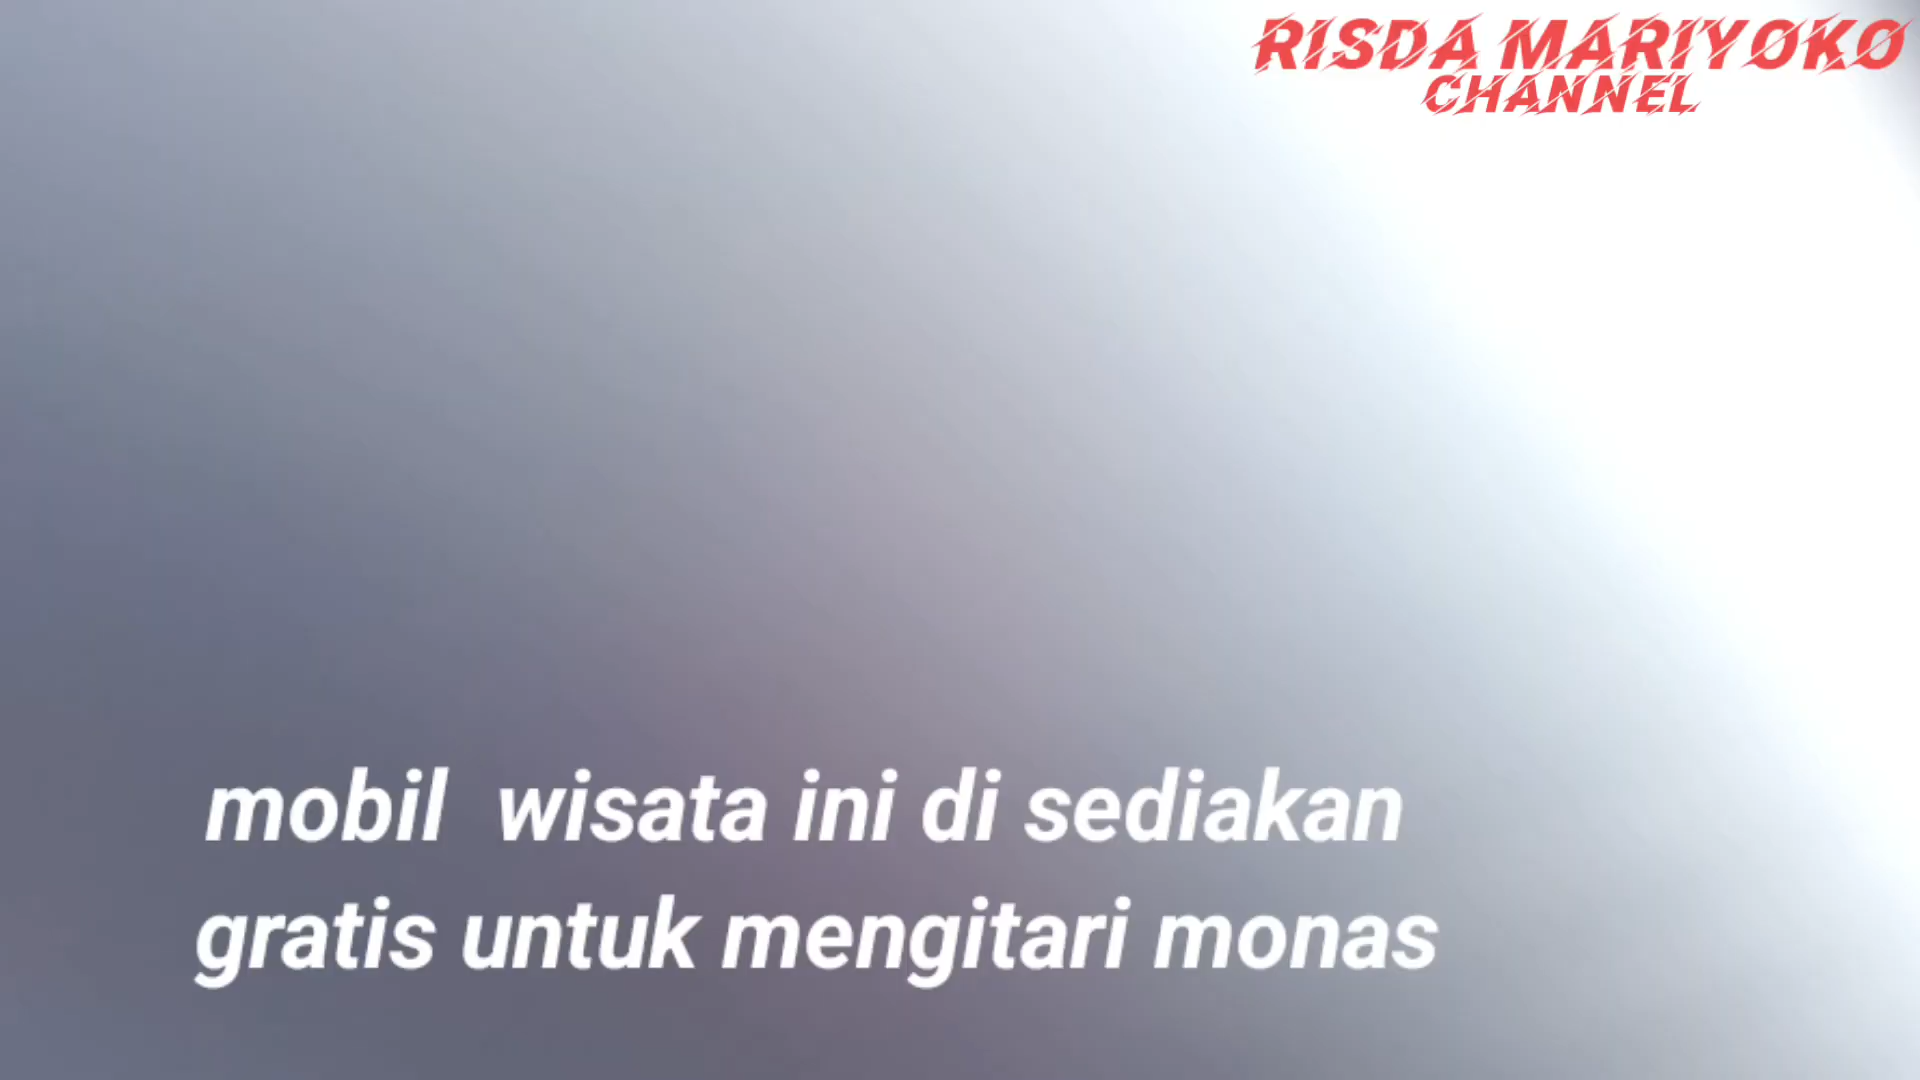 RISDA MARIYOKO
CHANNEL
mobil wisata ini di sediakan
gratis untuk mengitari monas